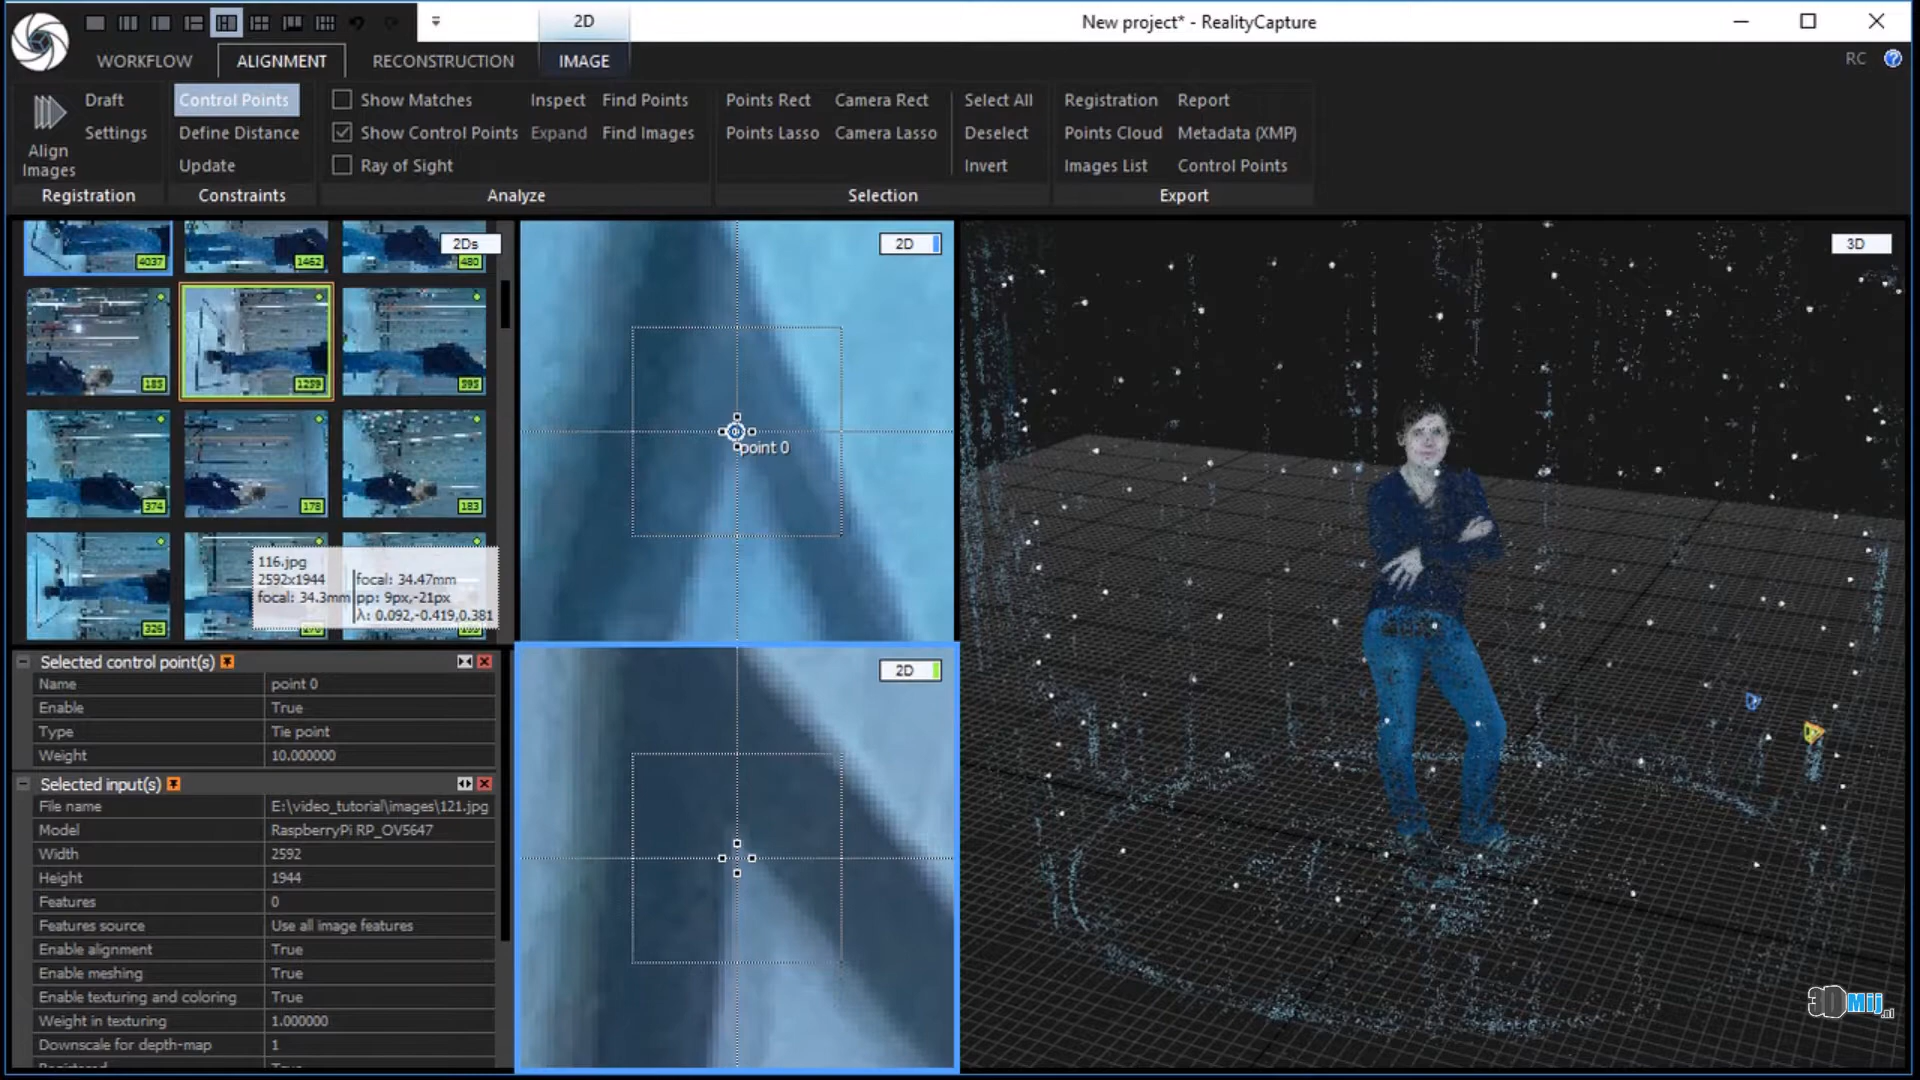 2D
New project* - RealityCapture
WORKFLOW
ALIGNMENT
RECONSTRUCTION
IMAGE
RC
Align Images
Draft
Settings
Registration
Control Points
Define Distance
Update
Constraints
Show Matches
Show Control Points
Ray of Sight
Inspect
Expand
Find Points
Find Images
Analyze
Points Rect
Points Lasso
Camera Rect
Camera Lasso
Select All
Deselect
Invert
Selection
Registration
Points Cloud
Images List
Report
Metadata (XMP)
Control Points
Export
2Ds
4037
1462
480
185
1259
595
374
178
183
326
116.jpg
2592x1944
focal: 34.3mm
focal: 34.47mm
pp: 9px,-21px
λ: 0.092,-0.419,0.381
2D
point 0
2D
3D
Selected control point(s)
Name point 0
Enable True
Type Tie point
Weight 10.000000
Selected input(s)
File name E:\video_tutorial\images\121.jpg
Model RaspberryPi RP_OV5647
Width 2592
Height 1944
Features 0
Features source Use all image features
Enable alignment True
Enable meshing True
Enable texturing and coloring True
Weight in texturing 1.000000
Downscale for depth-map 1
3DMij.nl